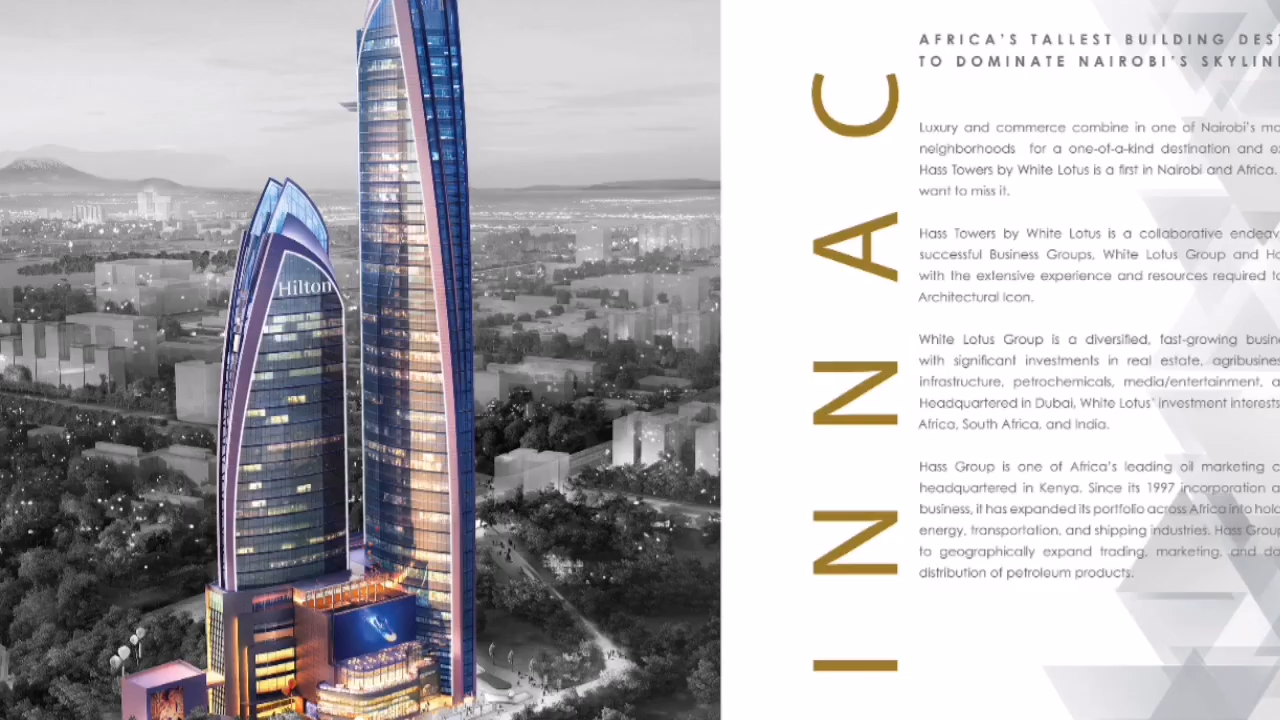 Hilton
INNAC
AFRICA'S TALLEST BUILDING DEST
TO DOMINATE NAIROBI'S SKYLIN
Luxury and commerce combine in one of Nairobi's
neighborhoods for a one-of-a-kind destination and
Hass Towers by White Lotus is a first in Nairobi and Africa.
want to miss it.
Hass Towers by White Lotus is a collaborative endeav
successful Business Groups, White Lotus Group and
with the extensive experience and resources required
Architectural Icon.
White Lotus Group is a diversified, fast-growing busin
with significant investments in real estate, agribusines
infrastructure, petrochemicals, media/entertainment,
Headquartered in Dubai, White Lotus' investment interests
Africa, South Africa, and India.
Hass Group is one of Africa's leading oil marketing
headquartered in Kenya. Since its 1997 incorporation
business, it has expanded its portfolio across Africa into hold
energy, transportation, and shipping industries. Hass Group
to geographically expand trading, marketing, and
distribution of petroleum products.